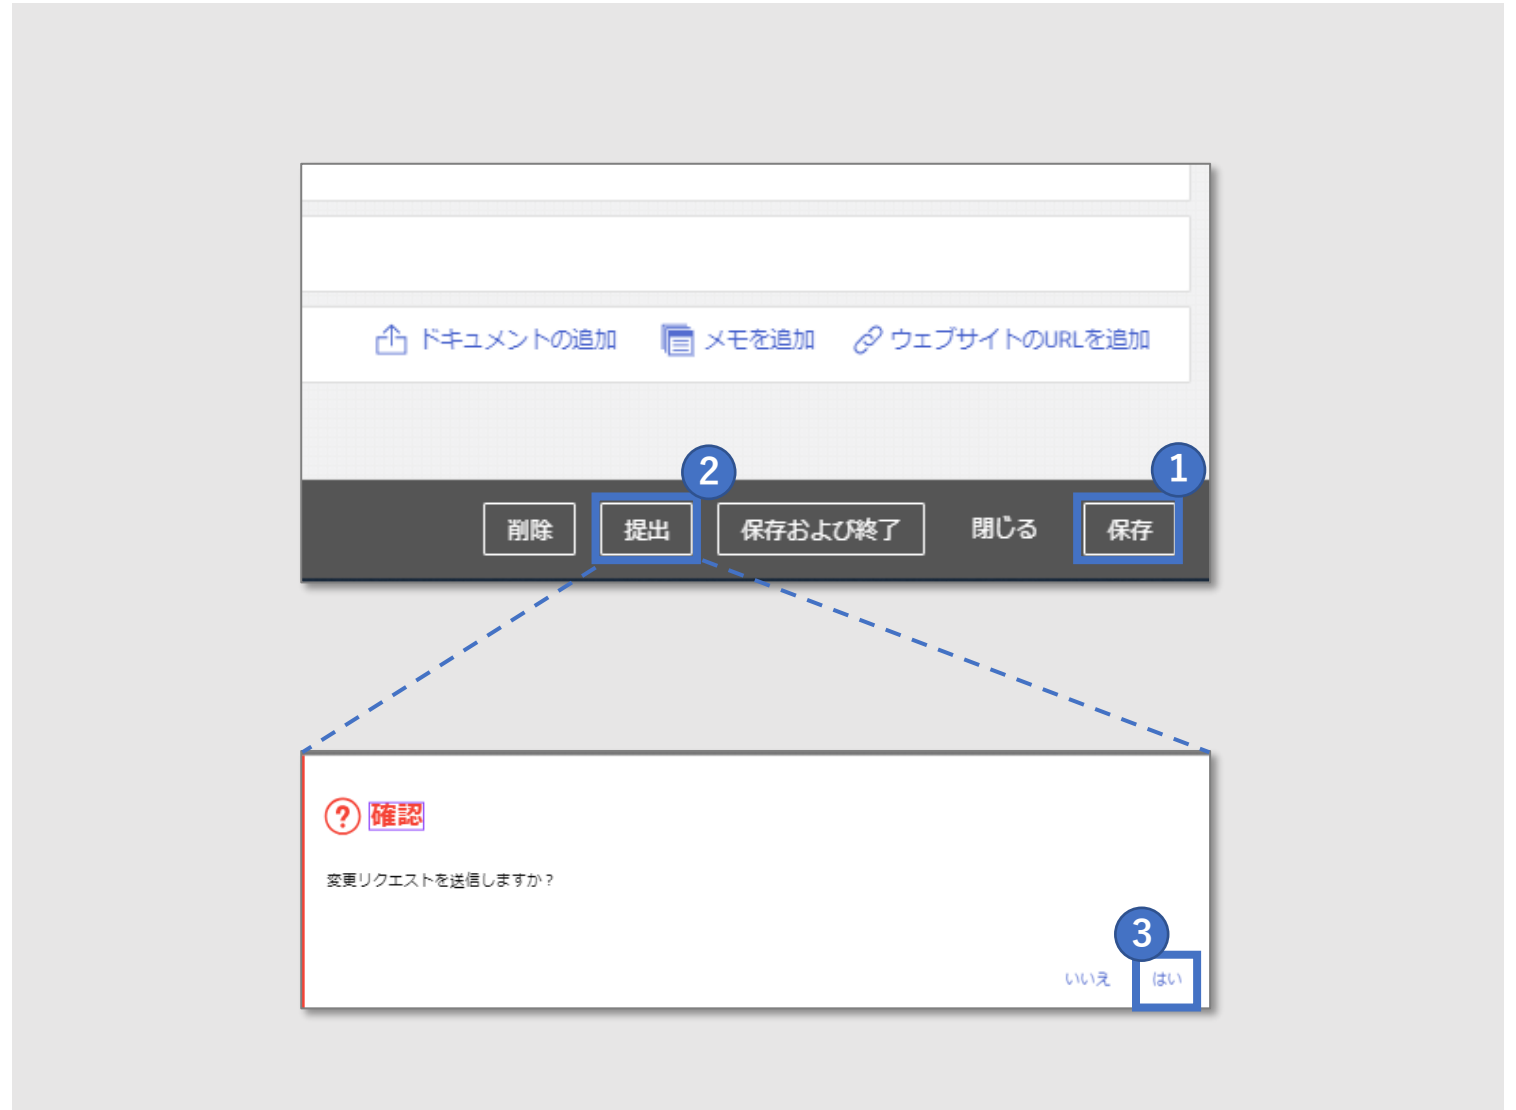 ドキュメントの追加 メモを追加 ウェブサイトのURLを追加
2 1
削除 提出 保存および終了 閉じる 保存
? 確認
変更リクエストを送信しますか？
3
いいえ はい